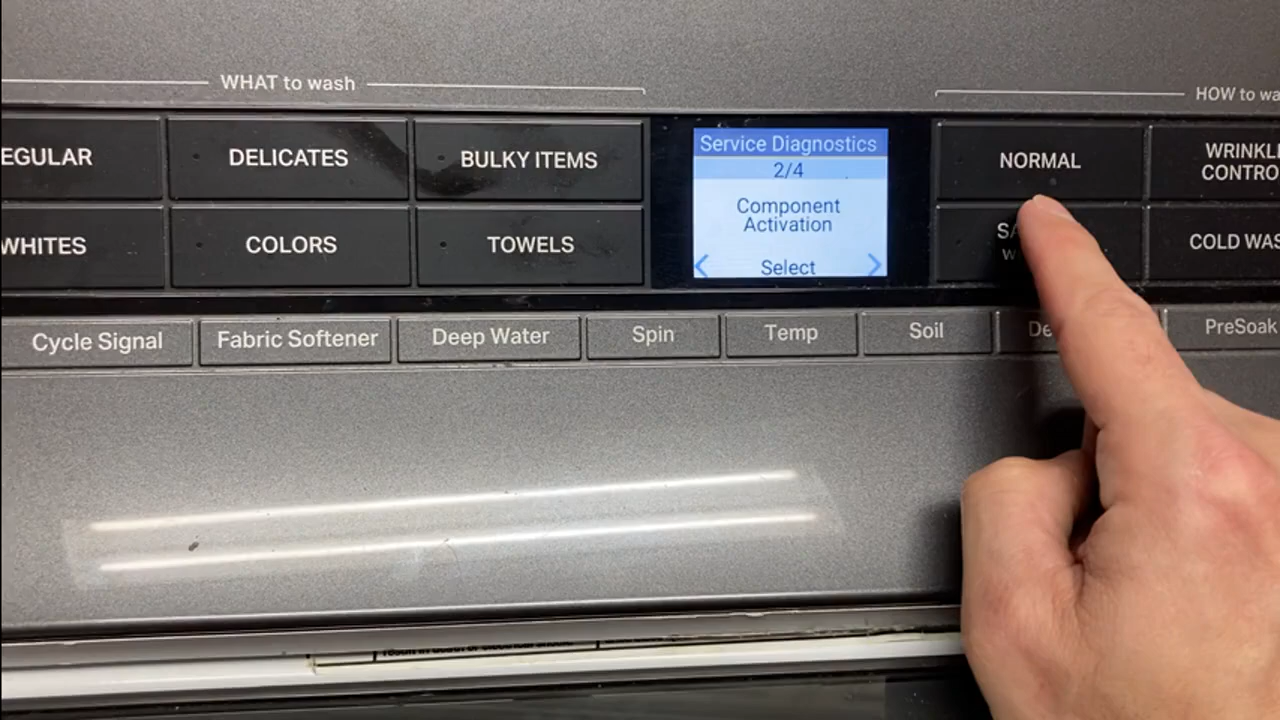 WHAT to wash
HOW to wa
EGULAR
DELICATES
BULKY ITEMS
WHITES
COLORS
TOWELS
Service Diagnostics
2/4
Component
Activation
Select
NORMAL
WRINKL
CONTRO
COLD WAS
Cycle Signal
Fabric Softener
Deep Water
Spin
Temp
Soil
De
PreSoak